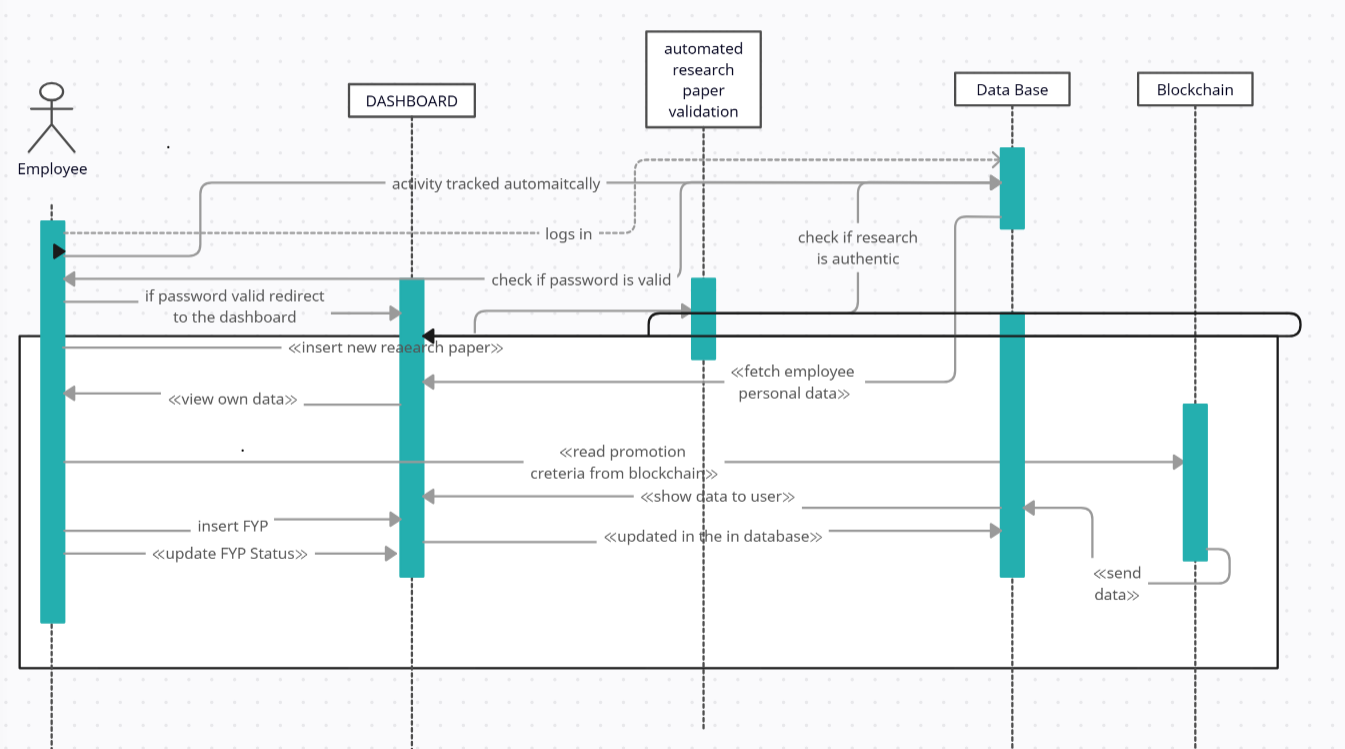 automated
research
paper
validation
Data Base
Blockchain
DASHBOARD
Employee
activity tracked automaitcally
logs in
check if research
is authentic
check if password is valid
if password valid redirect
to the dashboard
≪insert new reaearch paper≫
≪fetch employee
personal data≫
≪view own data≫
≪read promotion
creteria from blockchain≫
≪show data to user≫
insert FYP
≪updated in the in database≫
≪update FYP Status≫
≪send
data≫